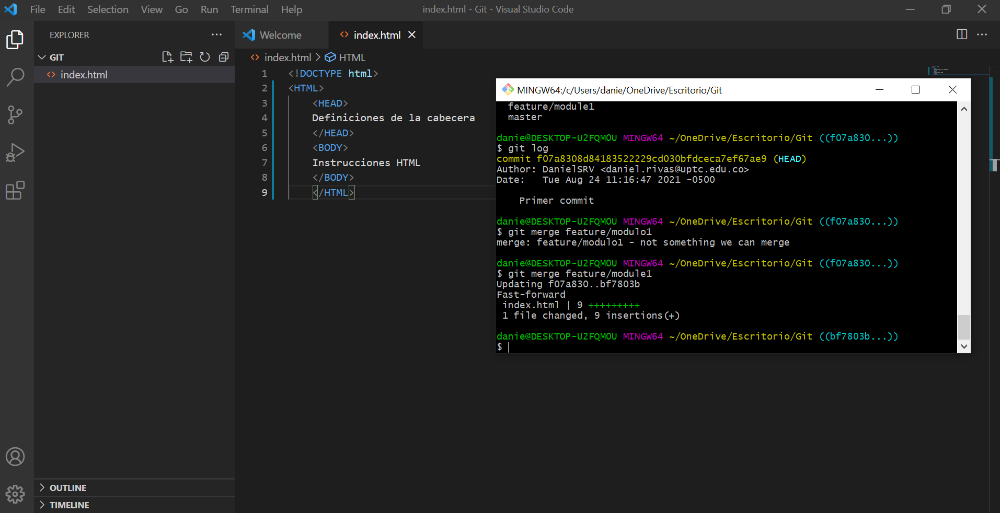 File Edit Selection View Go Run Terminal Help
index.html - Git - Visual Studio Code
EXPLORER
GIT
index.html
OUTLINE
TIMELINE
Welcome
index.html
index.html > HTML
1 <!DOCTYPE html>
2 <HTML>
3 <HEAD>
4 Definiciones de la cabecera
5 </HEAD>
6 <BODY>
7 Instrucciones HTML
8 </BODY>
9 </HTML>
MINGW64:/c/Users/danie/OneDrive/Escritorio/Git
feature/module1
master
danie@DESKTOP-U2FQM0U MINGW64 ~/OneDrive/Escritorio/Git ((f07a830...))
$ git log
commit f07a8308d84183522229cd030bfdceca7ef67ae9 (HEAD)
Author: DanielSRV <daniel.rivas@uptc.edu.co>
Date: Tue Aug 24 11:16:47 2021 -0500
Primer commit
danie@DESKTOP-U2FQM0U MINGW64 ~/OneDrive/Escritorio/Git ((f07a830...))
$ git merge feature/modulo1
merge: feature/modulo1 - not something we can merge
danie@DESKTOP-U2FQM0U MINGW64 ~/OneDrive/Escritorio/Git ((f07a830...))
$ git merge feature/module1
Updating f07a830..bf7803b
Fast-forward
index.html | 9 +++++++++
1 file changed, 9 insertions(+)
danie@DESKTOP-U2FQM0U MINGW64 ~/OneDrive/Escritorio/Git ((bf7803b...))
$